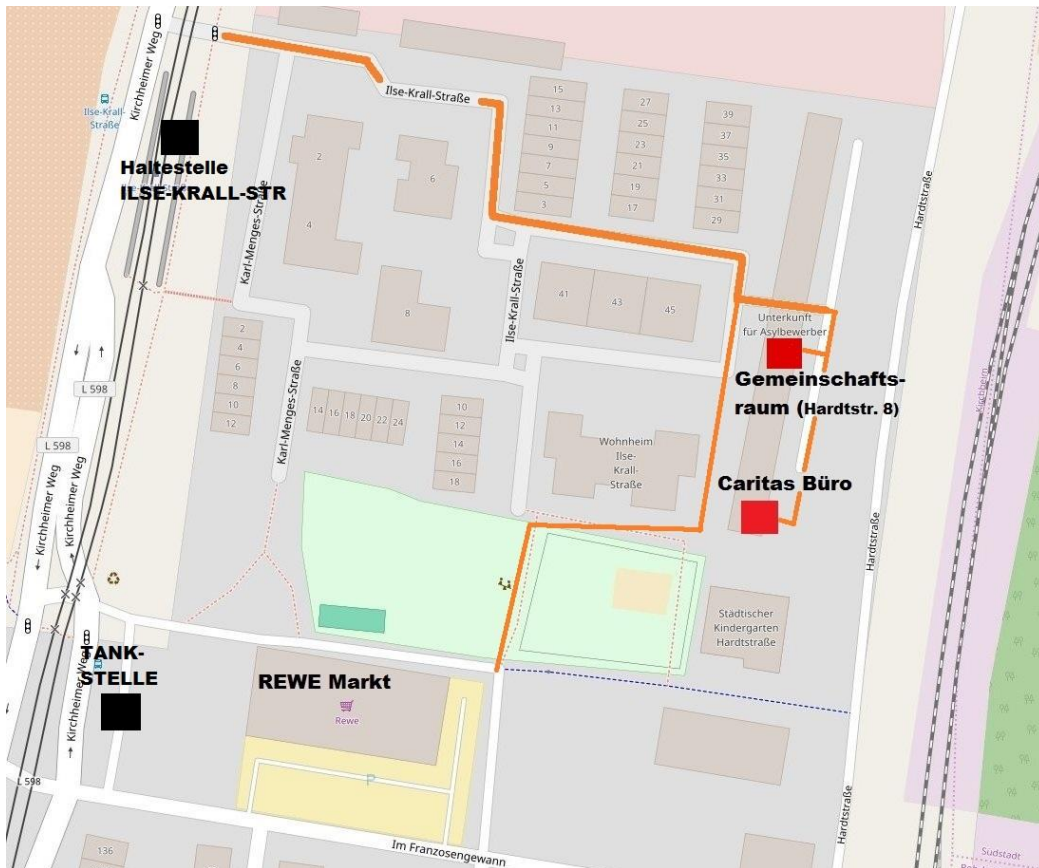 Kirchheimer Weg
Ilse-Krall-
Straße
Haltestelle
ILSE-KRALL-STR
Ilse-Krall-Straße
Karl-Menges-Straße
2
4
6
8
15
13
11
9
7
5
3
27
25
23
21
19
17
39
37
35
33
31
29
Hardtstraße
41
43
45
Ilse-Krall-Straße
Unterkunft
für Asylbewerber
Gemeinschafts-
raum (Hardtstr. 8)
Kirchheim
2
4
6
8
10
12
14
16
18
20
22
24
10
12
14
16
18
Karl-Menges-Straße
Wohnheim
Ilse-
Krall-
Straße
Caritas Büro
L 598
L 598
Kirchheimer Weg
Kirchheimer Weg
Hardtstraße
Städtischer
Kindergarten
Hardtstraße
TANK-
STELLE
Kirchheimer Weg
REWE Markt
Rewe
P
L 598
Im Franzosengewann
Hardtstraße
136
Südstadt